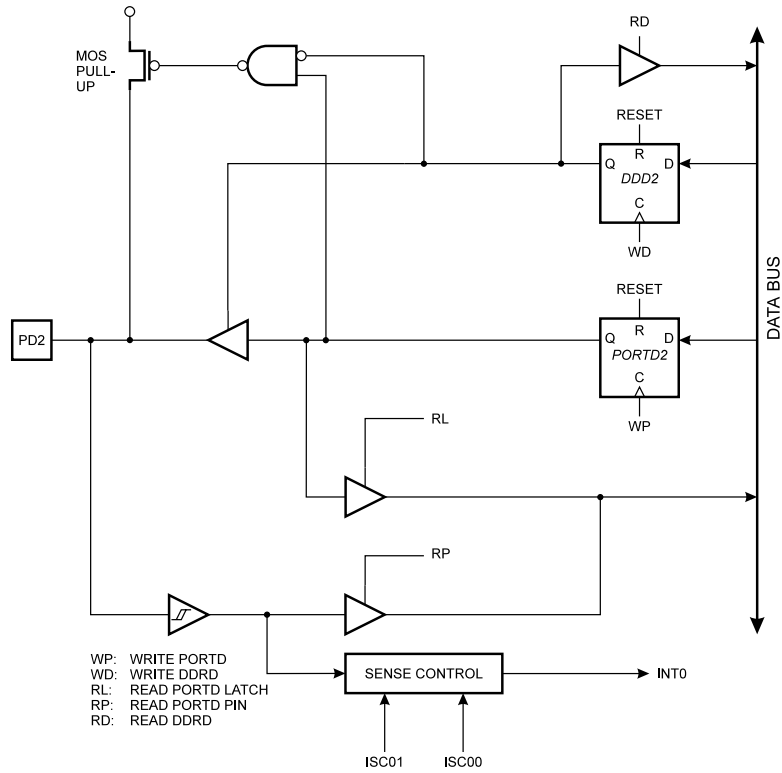 RD
MOS
PULL-
UP
RESET
R
Q
D
DDD2
C
WD
DATA BUS
RESET
R
Q
D
PD2
PORTD2
C
WP
RL
RP
WP: WRITE PORTD
WD: WRITE DDRD
RL: READ PORTD LATCH
RP: READ PORTD PIN
RD: READ DDRD
SENSE CONTROL
INT0
ISC01
ISC00